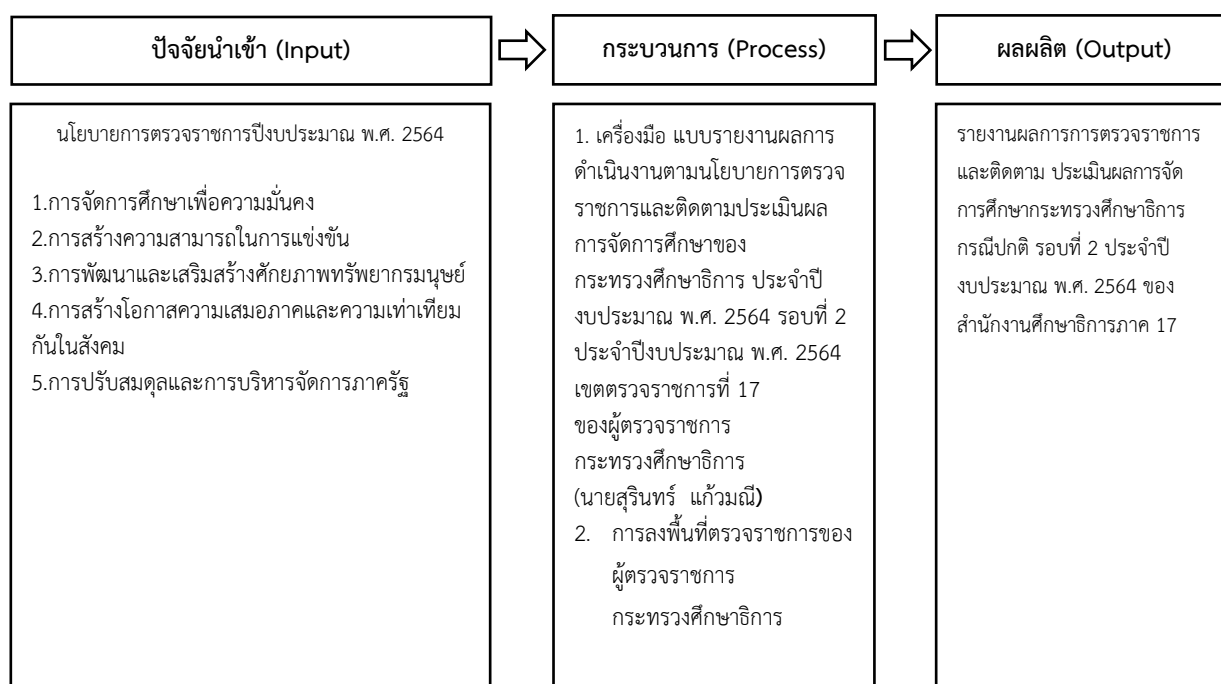 ปัจจัยนำเข้า (Input)
กระบวนการ (Process)
ผลผลิต (Output)
นโยบายการตรวจราชการปีงบประมาณ พ.ศ. 2564
1.การจัดการศึกษาเพื่อความมั่นคง
2.การสร้างความสามารถในการแข่งขัน
3.การพัฒนาและเสริมสร้างศักยภาพทรัพยากรมนุษย์
4.การสร้างโอกาสความเสมอภาคและความเท่าเทียม
กันในสังคม
5.การปรับสมดุลและการบริหารจัดการภาครัฐ
1. เครื่องมือ แบบรายงานผลการ
ดำเนินงานตามนโยบายการตรวจ
ราชการและติดตามประเมินผล
การจัดการศึกษาของ
กระทรวงศึกษาธิการ ประจำปี
งบประมาณ พ.ศ. 2564 รอบที่ 2
ประจำปีงบประมาณ พ.ศ. 2564
เขตตรวจราชการที่ 17
ของผู้ตรวจราชการ
กระทรวงศึกษาธิการ
(นายสุรินทร์ แก้วมณี)
2. การลงพื้นที่ตรวจราชการของ
ผู้ตรวจราชการ
กระทรวงศึกษาธิการ
รายงานผลการการตรวจราชการ
และติดตาม ประเมินผลการจัด
การศึกษากระทรวงศึกษาธิการ
กรณีปกติ รอบที่ 2 ประจำปี
งบประมาณ พ.ศ. 2564 ของ
สำนักงานศึกษาธิการภาค 17